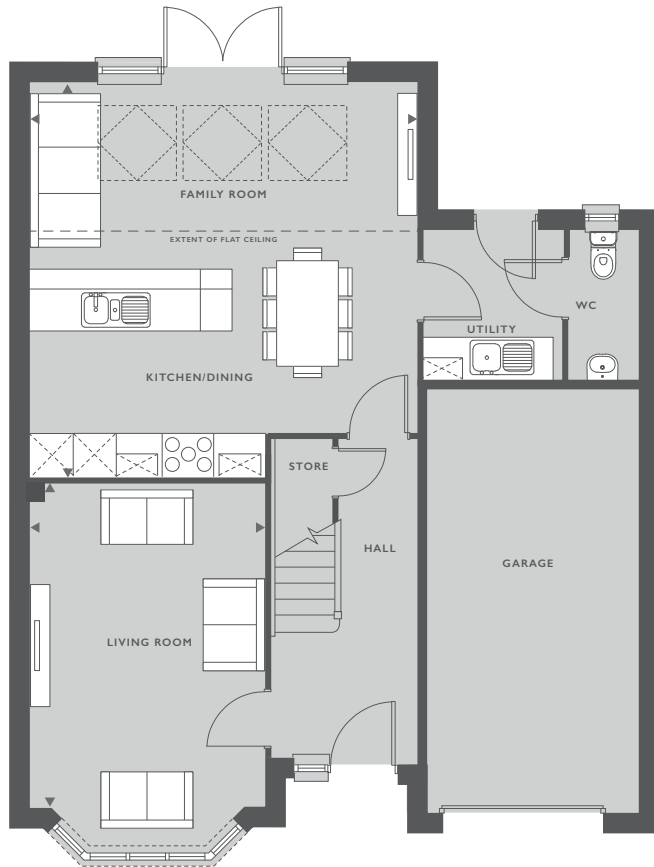 FAMILY ROOM
EXTENT OF FLAT CEILING
WC
UTILITY
KITCHEN/DINING
STORE
HALL
GARAGE
LIVING ROOM